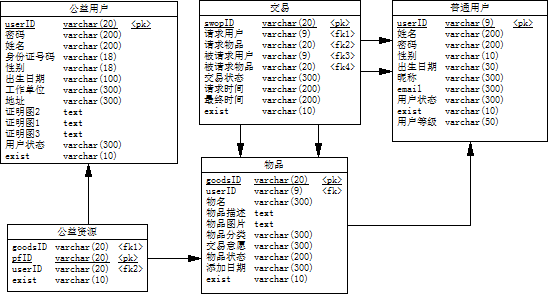 公益用户
userID varchar(20) <pk>
密码 varchar(200)
姓名 varchar(200)
身份证号码 varchar(18)
性别 varchar(18)
出生日期 varchar(100)
工作单位 varchar(300)
地址 varchar(300)
证明图2 text
证明图1 text
证明图3 text
用户状态 varchar(300)
exist varchar(10)
交易
swopID varchar(20) <pk>
请求用户 varchar(9) <fk1>
请求物品 varchar(20) <fk2>
被请求用户 varchar(9) <fk3>
被请求物品 varchar(20) <fk4>
交易状态 varchar(300)
请求时间 varchar(200)
最终时间 varchar(200)
exist varchar(10)
普通用户
userID varchar(9) <pk>
姓名 varchar(200)
密码 varchar(200)
性别 varchar(10)
出生日期 varchar(30)
昵称 varchar(300)
email varchar(300)
用户状态 varchar(300)
exist varchar(10)
用户等级 varchar(50)
物品
goodsID varchar(20) <pk>
userID varchar(9) <fk>
物名 varchar(300)
物品描述 text
物品图片 text
物品分类 varchar(300)
交易意愿 varchar(300)
物品状态 varchar(200)
添加日期 varchar(300)
exist varchar(10)
公益资源
goodsID varchar(20) <fk1>
pfID varchar(20) <pk>
userID varchar(20) <fk2>
exist varchar(10)